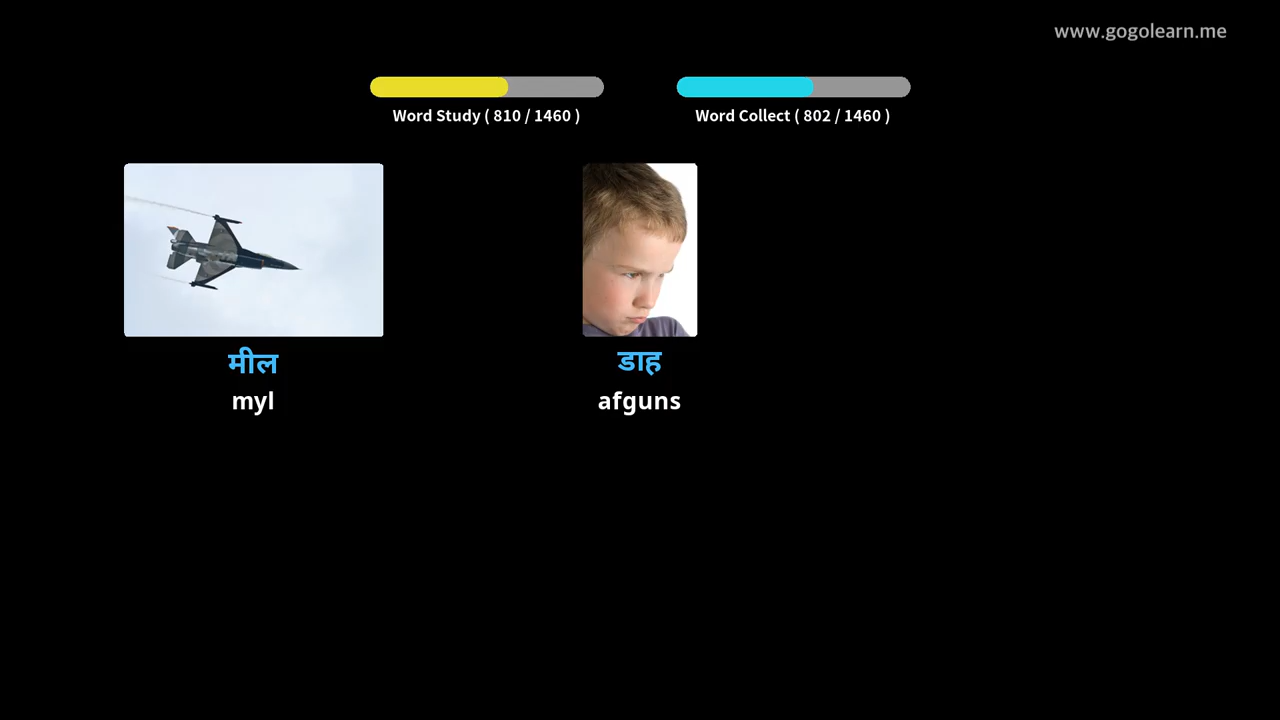 www.gogolearn.me
Word Study ( 810 / 1460 )
Word Collect ( 802 / 1460 )
मील
myl
डाह
afguns